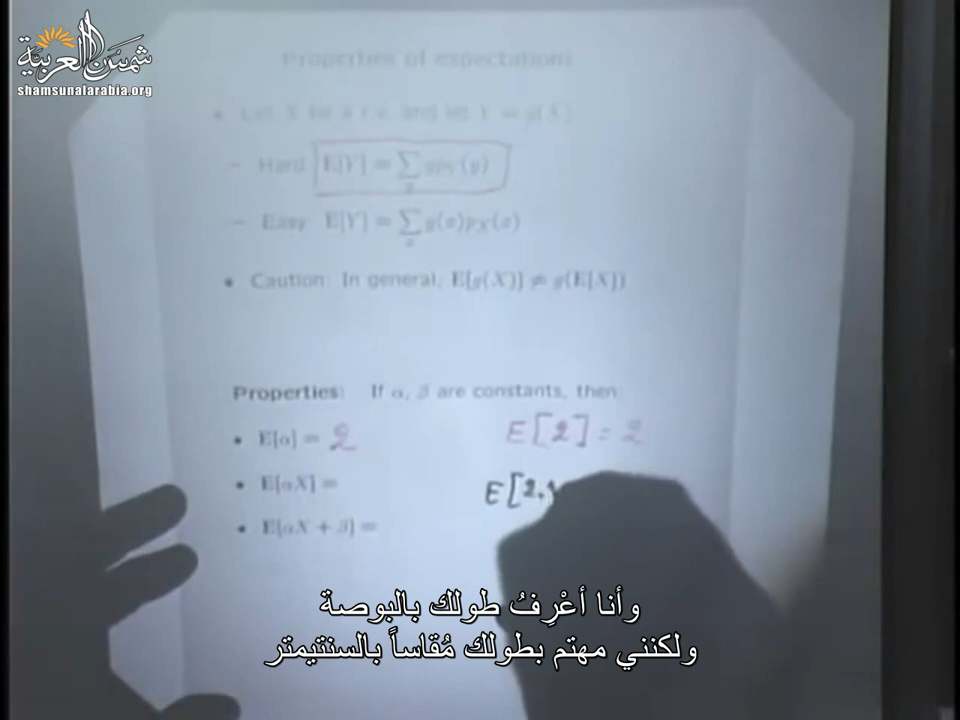 شمس العربية
shamsunalarabia.org
Properties of expectations
• Let X be a r.v. and let Y = g(X)
– Hard: E[Y] = ∑_y y p_Y(y)
– Easy: E[Y] = ∑_x g(x)p_X(x)
• Caution: In general, E[g(X)] ≠ g(E[X])
Properties: If α, β are constants, then:
• E[α] = 2 E[2] = 2
• E[αX] = E[2.
• E[αX + β] =
وأنا أعْرِفُ طولك بالبوصة
ولكنني مهتم بطولك مُقاساً بالسنتيمتر